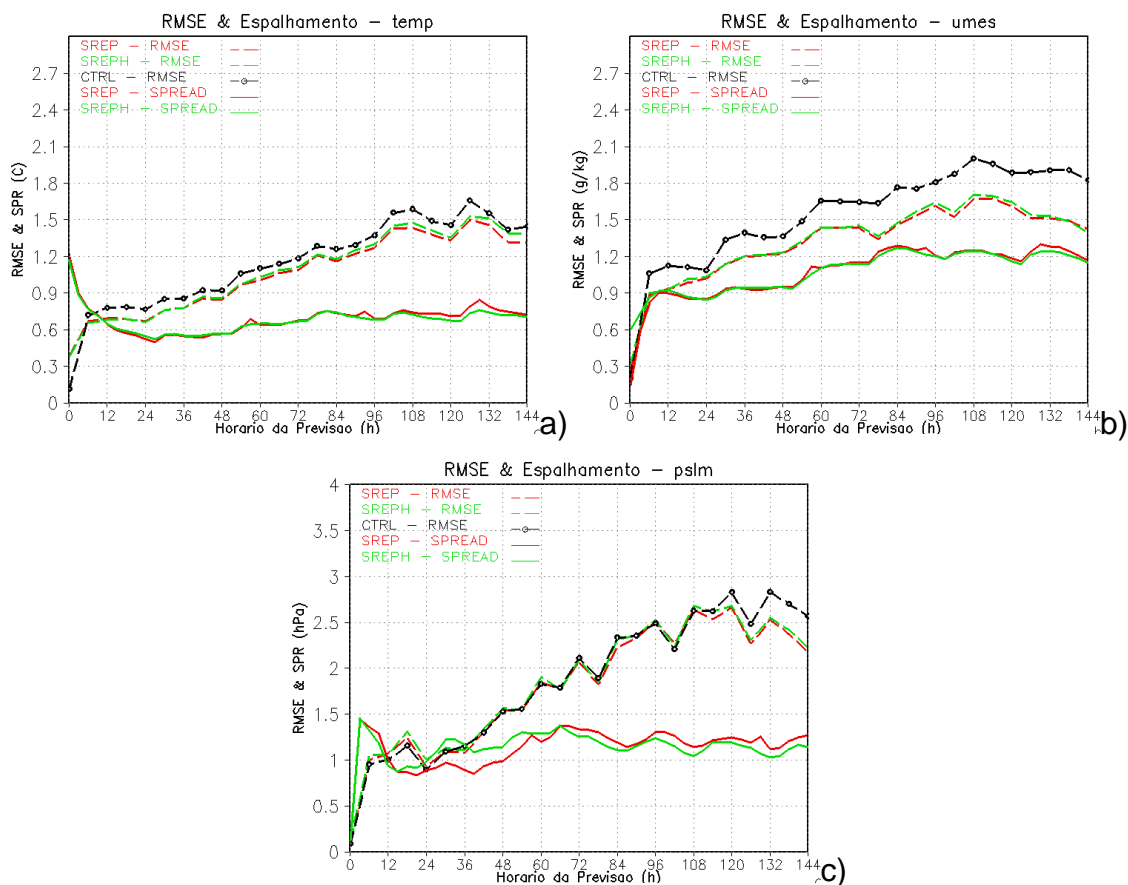 RMSE & Espalhamento – temp
SREP – RMSE
SREPH – RMSE
CTRL – RMSE
SREP – SPREAD
SREPH – SPREAD
RMSE & SPR (C)
2.7
2.4
2.1
1.8
1.5
1.2
0.9
0.6
0.3
0
0 12 24 36 48 60 72 84 96 108 120 132 144
Horario da Previsao (h)
a)
RMSE & Espalhamento – umes
SREP – RMSE
SREPH – RMSE
CTRL – RMSE
SREP – SPREAD
SREPH – SPREAD
RMSE & SPR (g/kg)
2.7
2.4
2.1
1.8
1.5
1.2
0.9
0.6
0.3
0
0 12 24 36 48 60 72 84 96 108 120 132 144
Horario da Previsao (h)
b)
RMSE & Espalhamento – pslm
SREP – RMSE
SREPH – RMSE
CTRL – RMSE
SREP – SPREAD
SREPH – SPREAD
RMSE & SPR (hPa)
4
3.5
3
2.5
2
1.5
1
0.5
0
0 12 24 36 48 60 72 84 96 108 120 132 144
Horario da Previsao (h)
c)